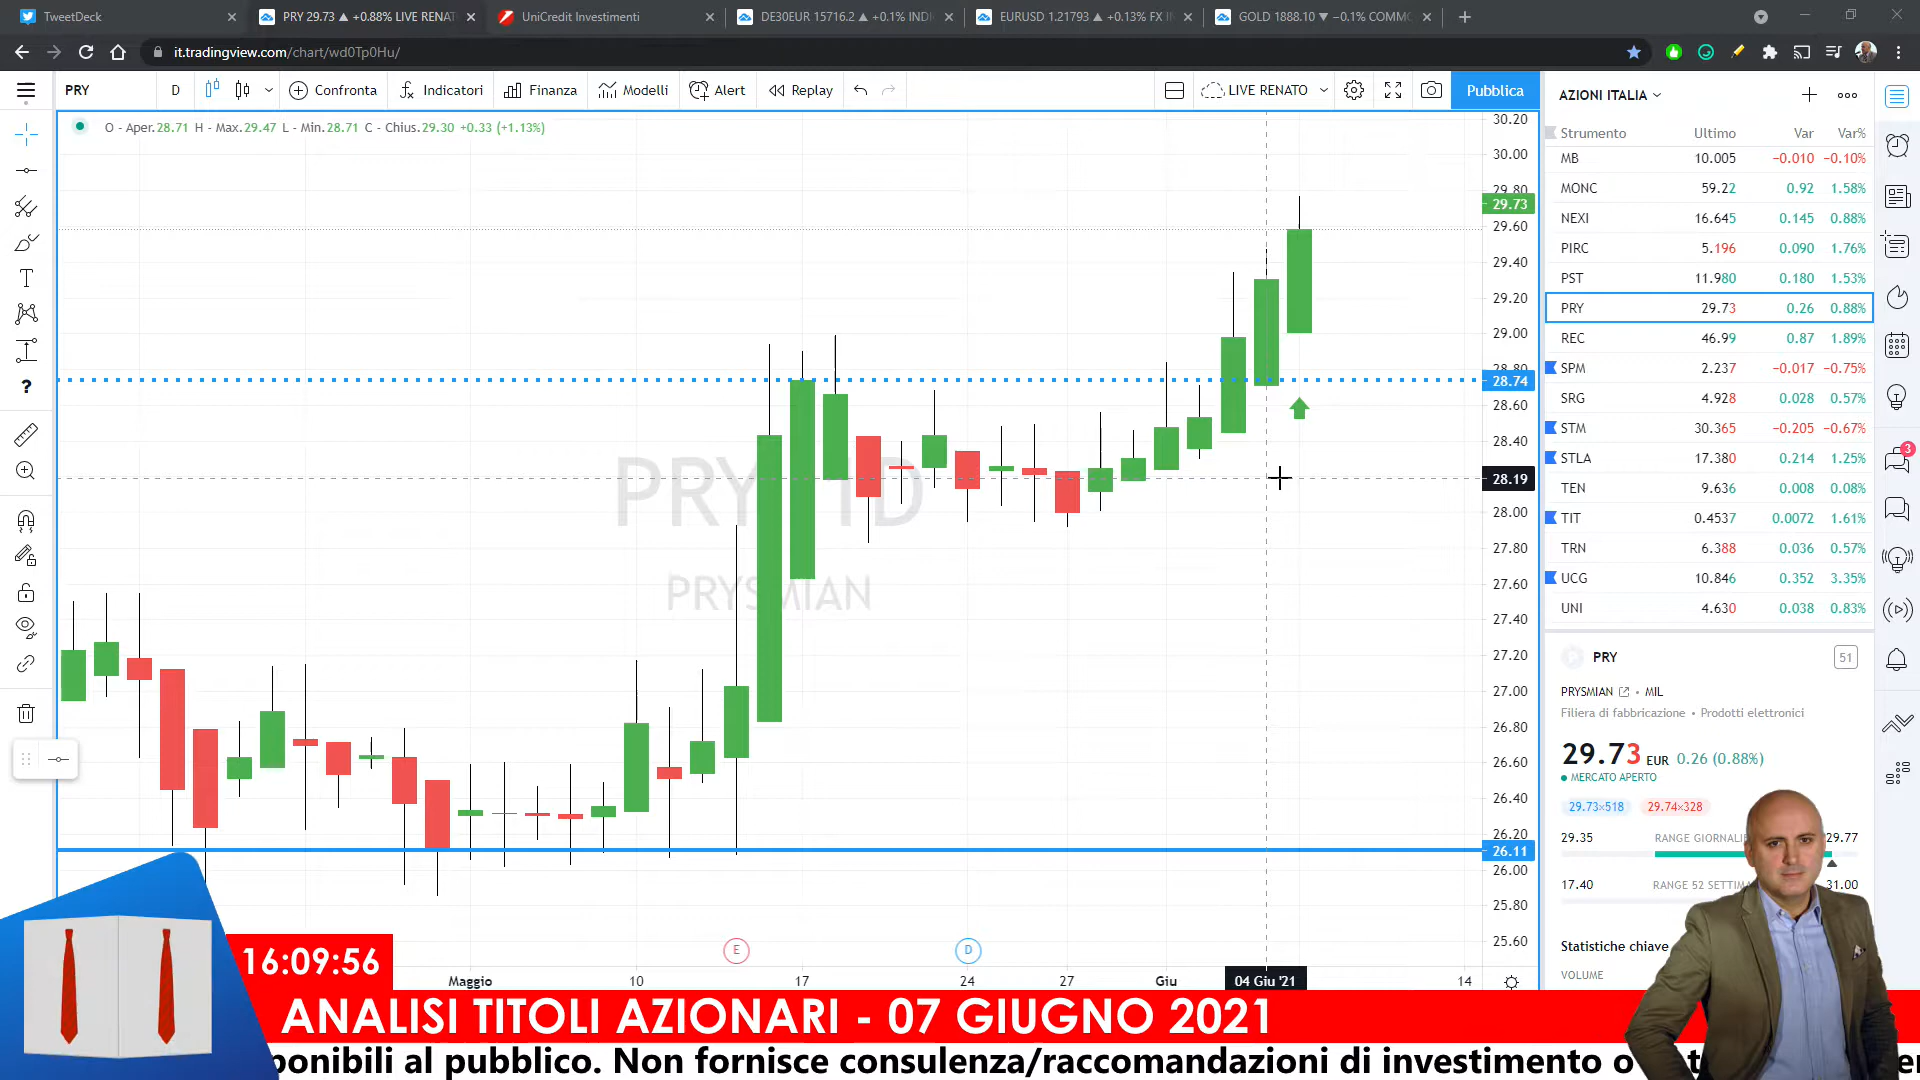 TweetDeck
PRY 29.73 ▲ +0.88% LIVE RENAT
UniCredit Investimenti
DE30EUR 15716.2 ▲ +0.1% INDI
EURUSD 1.21793 ▲ +0.13% FX I
GOLD 1888.10 ▼ −0.1% COMMO
it.tradingview.com/chart/wd0Tp0Hu/
PRY
D
Confronta
Indicatori
Finanza
Modelli
Alert
Replay
LIVE RENATO
Pubblica
AZIONI ITALIA
O - Aper.28.71 H - Max.29.47 L - Min.28.71 C - Chius.29.30 +0.33 (+1.13%)
Strumento Ultimo Var Var%
MB 10.005 −0.010 −0.10%
MONC 59.22 0.92 1.58%
NEXI 16.645 0.145 0.88%
PIRC 5.196 0.090 1.76%
PST 11.980 0.180 1.53%
PRY 29.73 0.26 0.88%
REC 46.99 0.87 1.89%
SPM 2.237 −0.017 −0.75%
SRG 4.928 0.028 0.57%
STM 30.365 −0.205 −0.67%
STLA 17.380 0.214 1.25%
TEN 9.636 0.008 0.08%
TIT 0.4537 0.0072 1.61%
TRN 6.388 0.036 0.57%
UCG 10.846 0.352 3.35%
UNI 4.630 0.038 0.83%
3
30.20
30.00
29.80
29.73
29.60
29.40
29.20
29.00
28.80
28.74
28.60
28.40
28.19
28.00
27.80
27.60
27.40
27.20
27.00
26.80
26.60
26.40
26.20
26.11
26.00
25.80
25.60
PRY 1D
PRYSMIAN
E
D
Maggio 10 17 24 27 Giu 04 Giu '21 14
PRY
51
PRYSMIAN • MIL
Filiera di fabbricazione • Prodotti elettronici
29.73 EUR 0.26 (0.88%)
MERCATO APERTO
29.73×518 29.74×328
29.35 RANGE GIORNALIE 29.77
17.40 RANGE 52 SETTIMA 31.00
Statistiche chiave
VOLUME
16:09:56
ANALISI TITOLI AZIONARI - 07 GIUGNO 2021
ponibili al pubblico. Non fornisce consulenza/raccomandazioni di investimento o